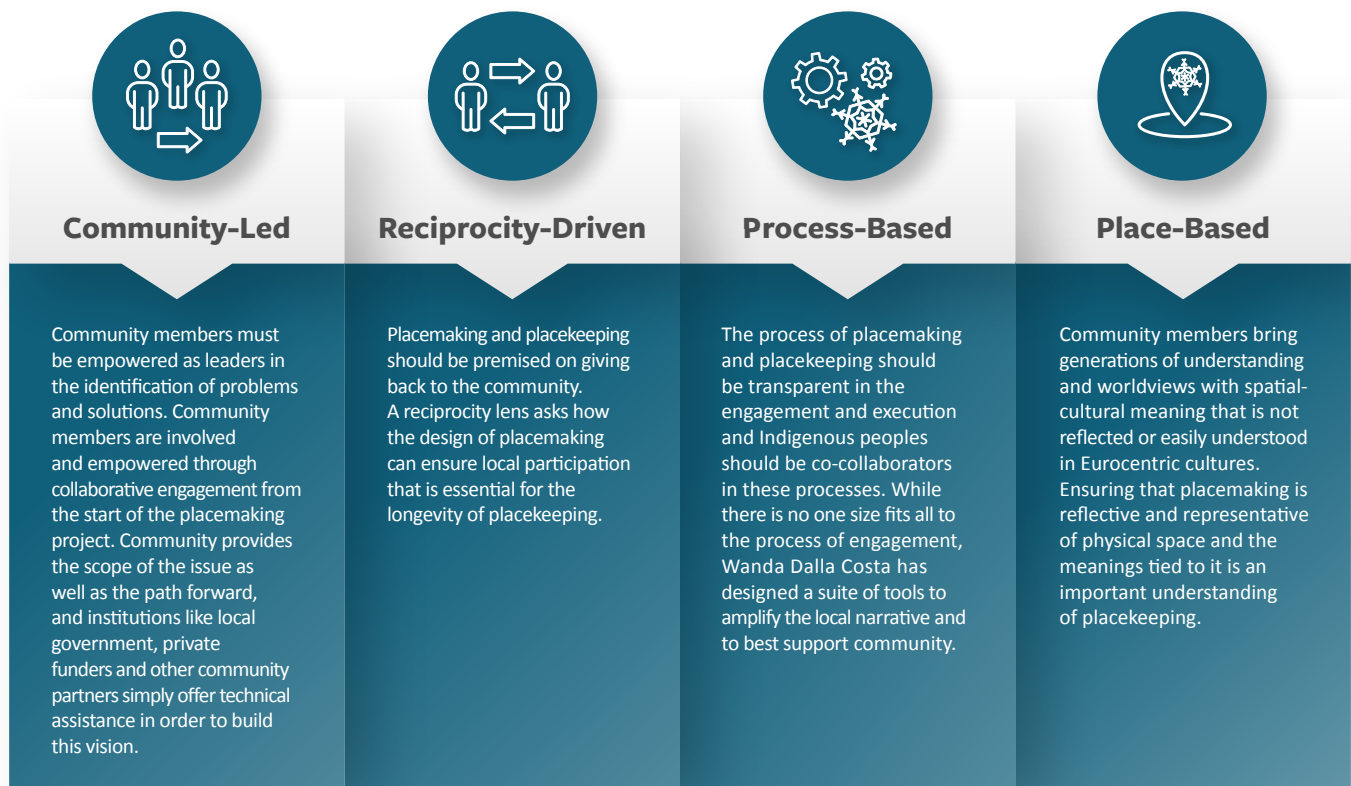 Community-Led
Community members must
be empowered as leaders in
the identification of problems
and solutions. Community
members are involved
and empowered through
collaborative engagement from
the start of the placemaking
project. Community provides
the scope of the issue as
well as the path forward,
and institutions like local
government, private
funders and other community
partners simply offer technical
assistance in order to build
this vision.
Reciprocity-Driven
Placemaking and placekeeping
should be premised on giving
back to the community.
A reciprocity lens asks how
the design of placemaking
can ensure local participation
that is essential for the
longevity of placekeeping.
Process-Based
The process of placemaking
and placekeeping should
be transparent in the
engagement and execution
and Indigenous peoples
should be co-collaborators
in these processes. While
there is no one size fits all to
the process of engagement,
Wanda Dalla Costa has
designed a suite of tools to
amplify the local narrative and
to best support community.
Place-Based
Community members bring
generations of understanding
and worldviews with spatial-
cultural meaning that is not
reflected or easily understood
in Eurocentric cultures.
Ensuring that placemaking is
reflective and representative
of physical space and the
meanings tied to it is an
important understanding
of placekeeping.